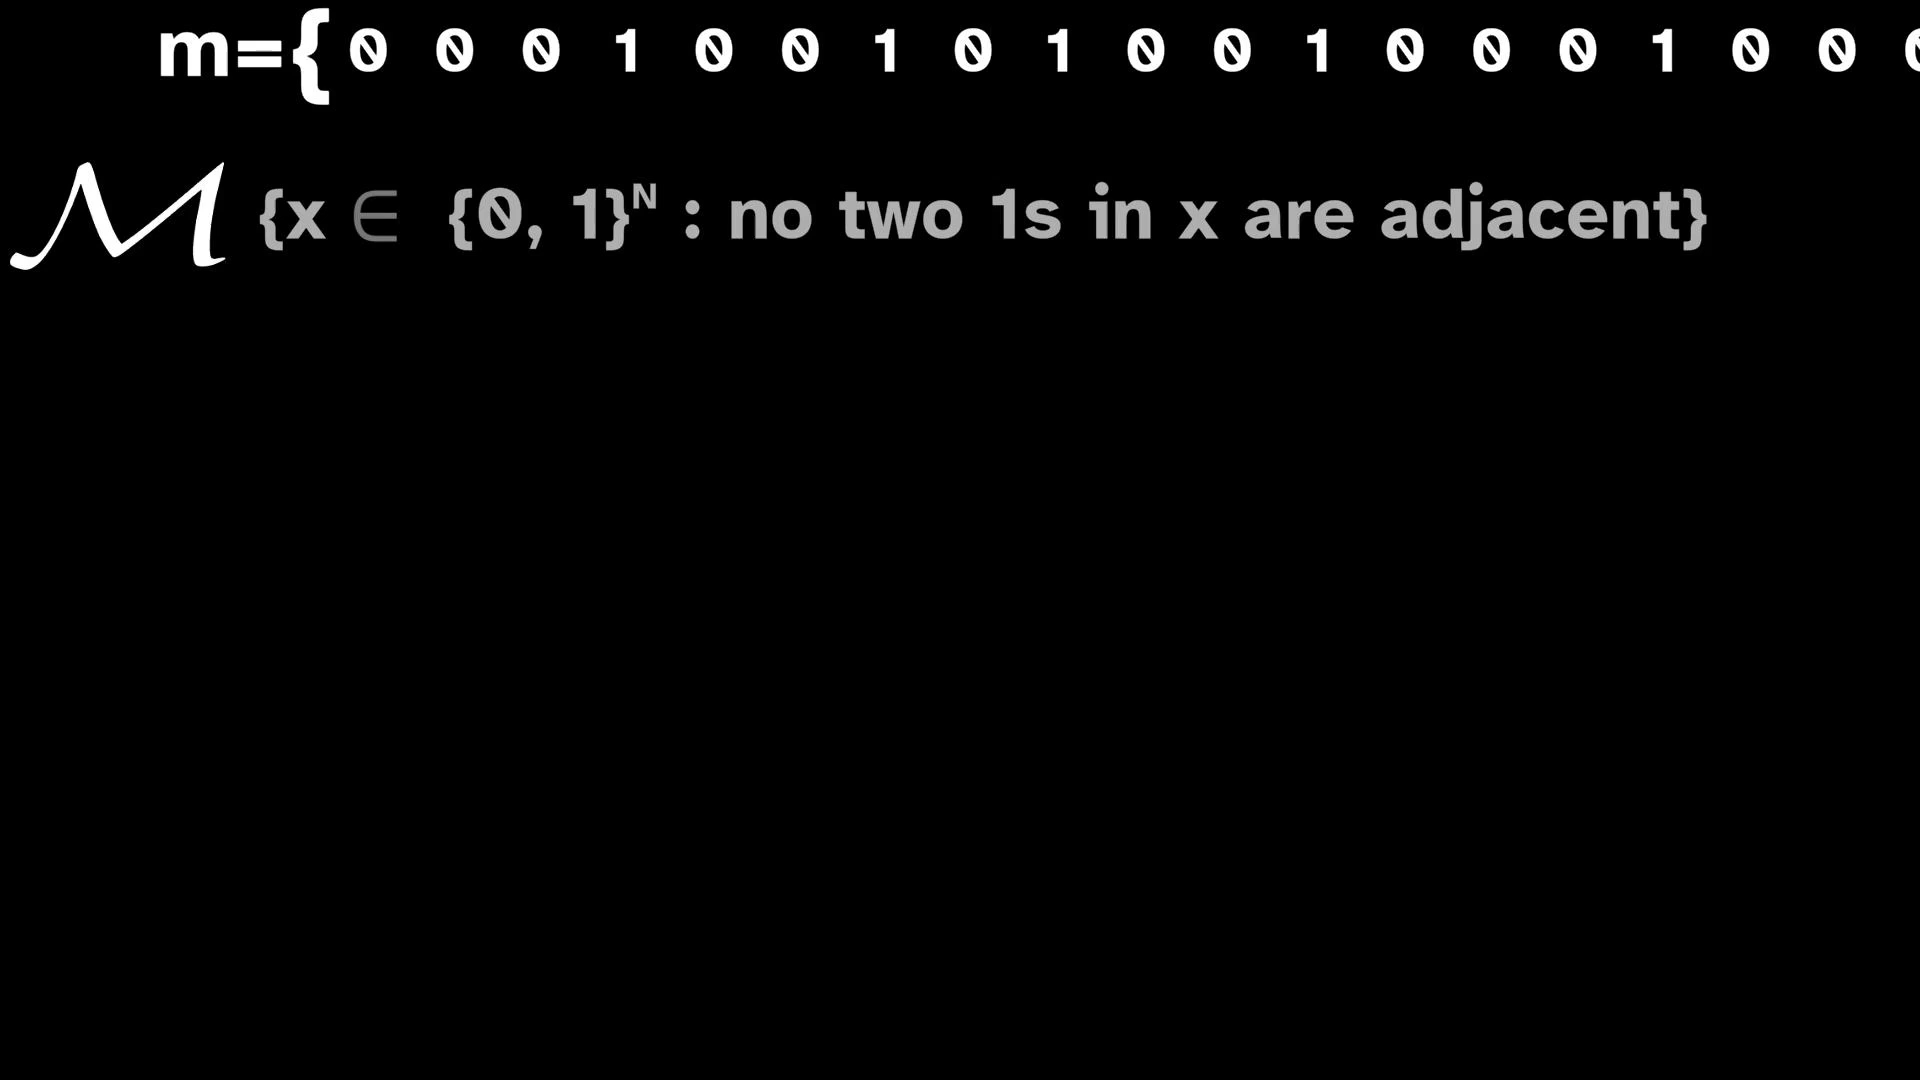 m={0 0 0 1 0 0 1 0 1 0 0 1 0 0 0 1 0 0 0
ℳ {x ∈ {0, 1}ᴺ : no two 1s in x are adjacent}